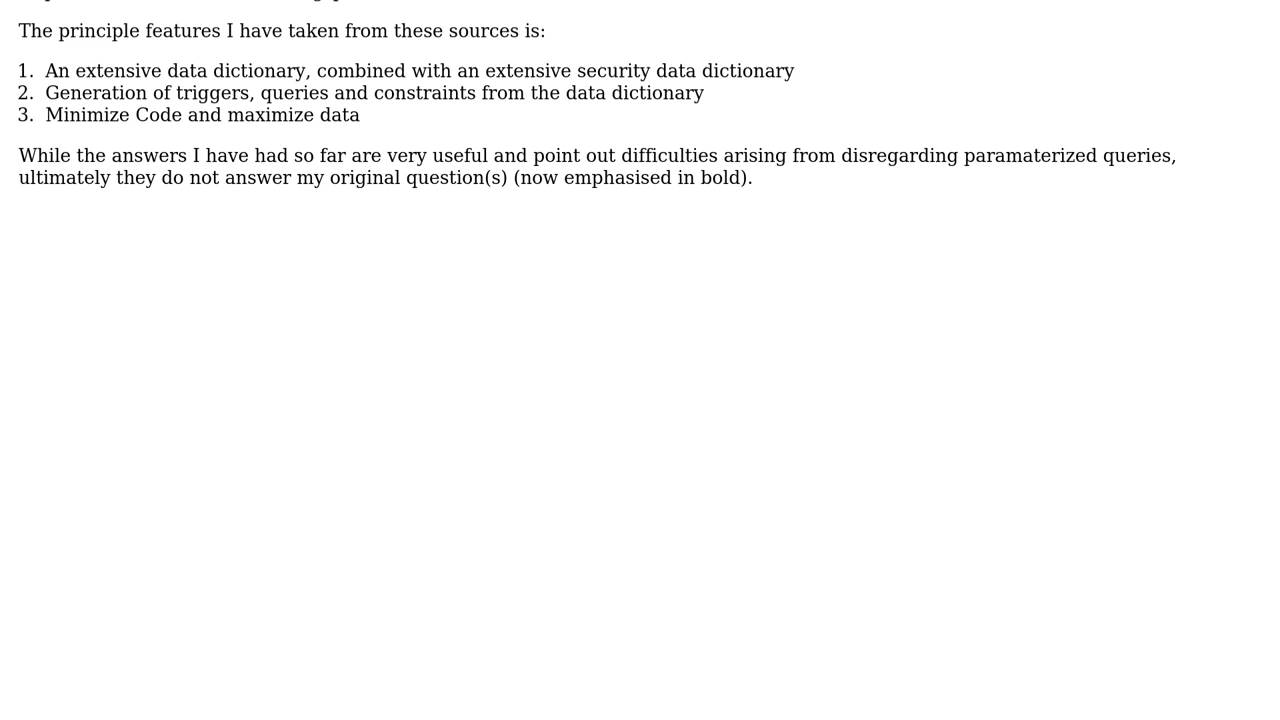 The principle features I have taken from these sources is:
1. An extensive data dictionary, combined with an extensive security data dictionary
2. Generation of triggers, queries and constraints from the data dictionary
3. Minimize Code and maximize data
While the answers I have had so far are very useful and point out difficulties arising from disregarding paramaterized queries,
ultimately they do not answer my original question(s) (now emphasised in bold).